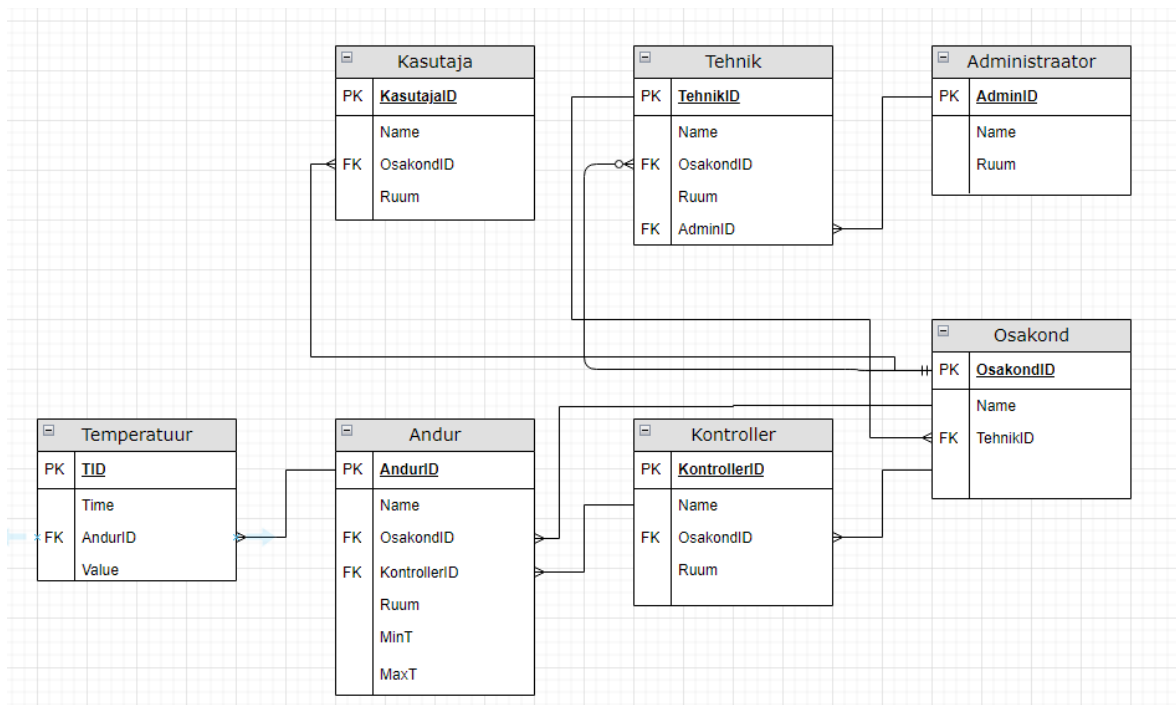 Kasutaja
PK KasutajaID
Name
FK OsakondID
Ruum
Tehnik
PK TehnikID
Name
FK OsakondID
Ruum
FK AdminID
Administraator
PK AdminID
Name
Ruum
Osakond
PK OsakondID
Name
FK TehnikID
Temperatuur
PK TID
Time
FK AndurID
Value
Andur
PK AndurID
Name
FK OsakondID
FK KontrollerID
Ruum
MinT
MaxT
Kontroller
PK KontrollerID
Name
FK OsakondID
Ruum